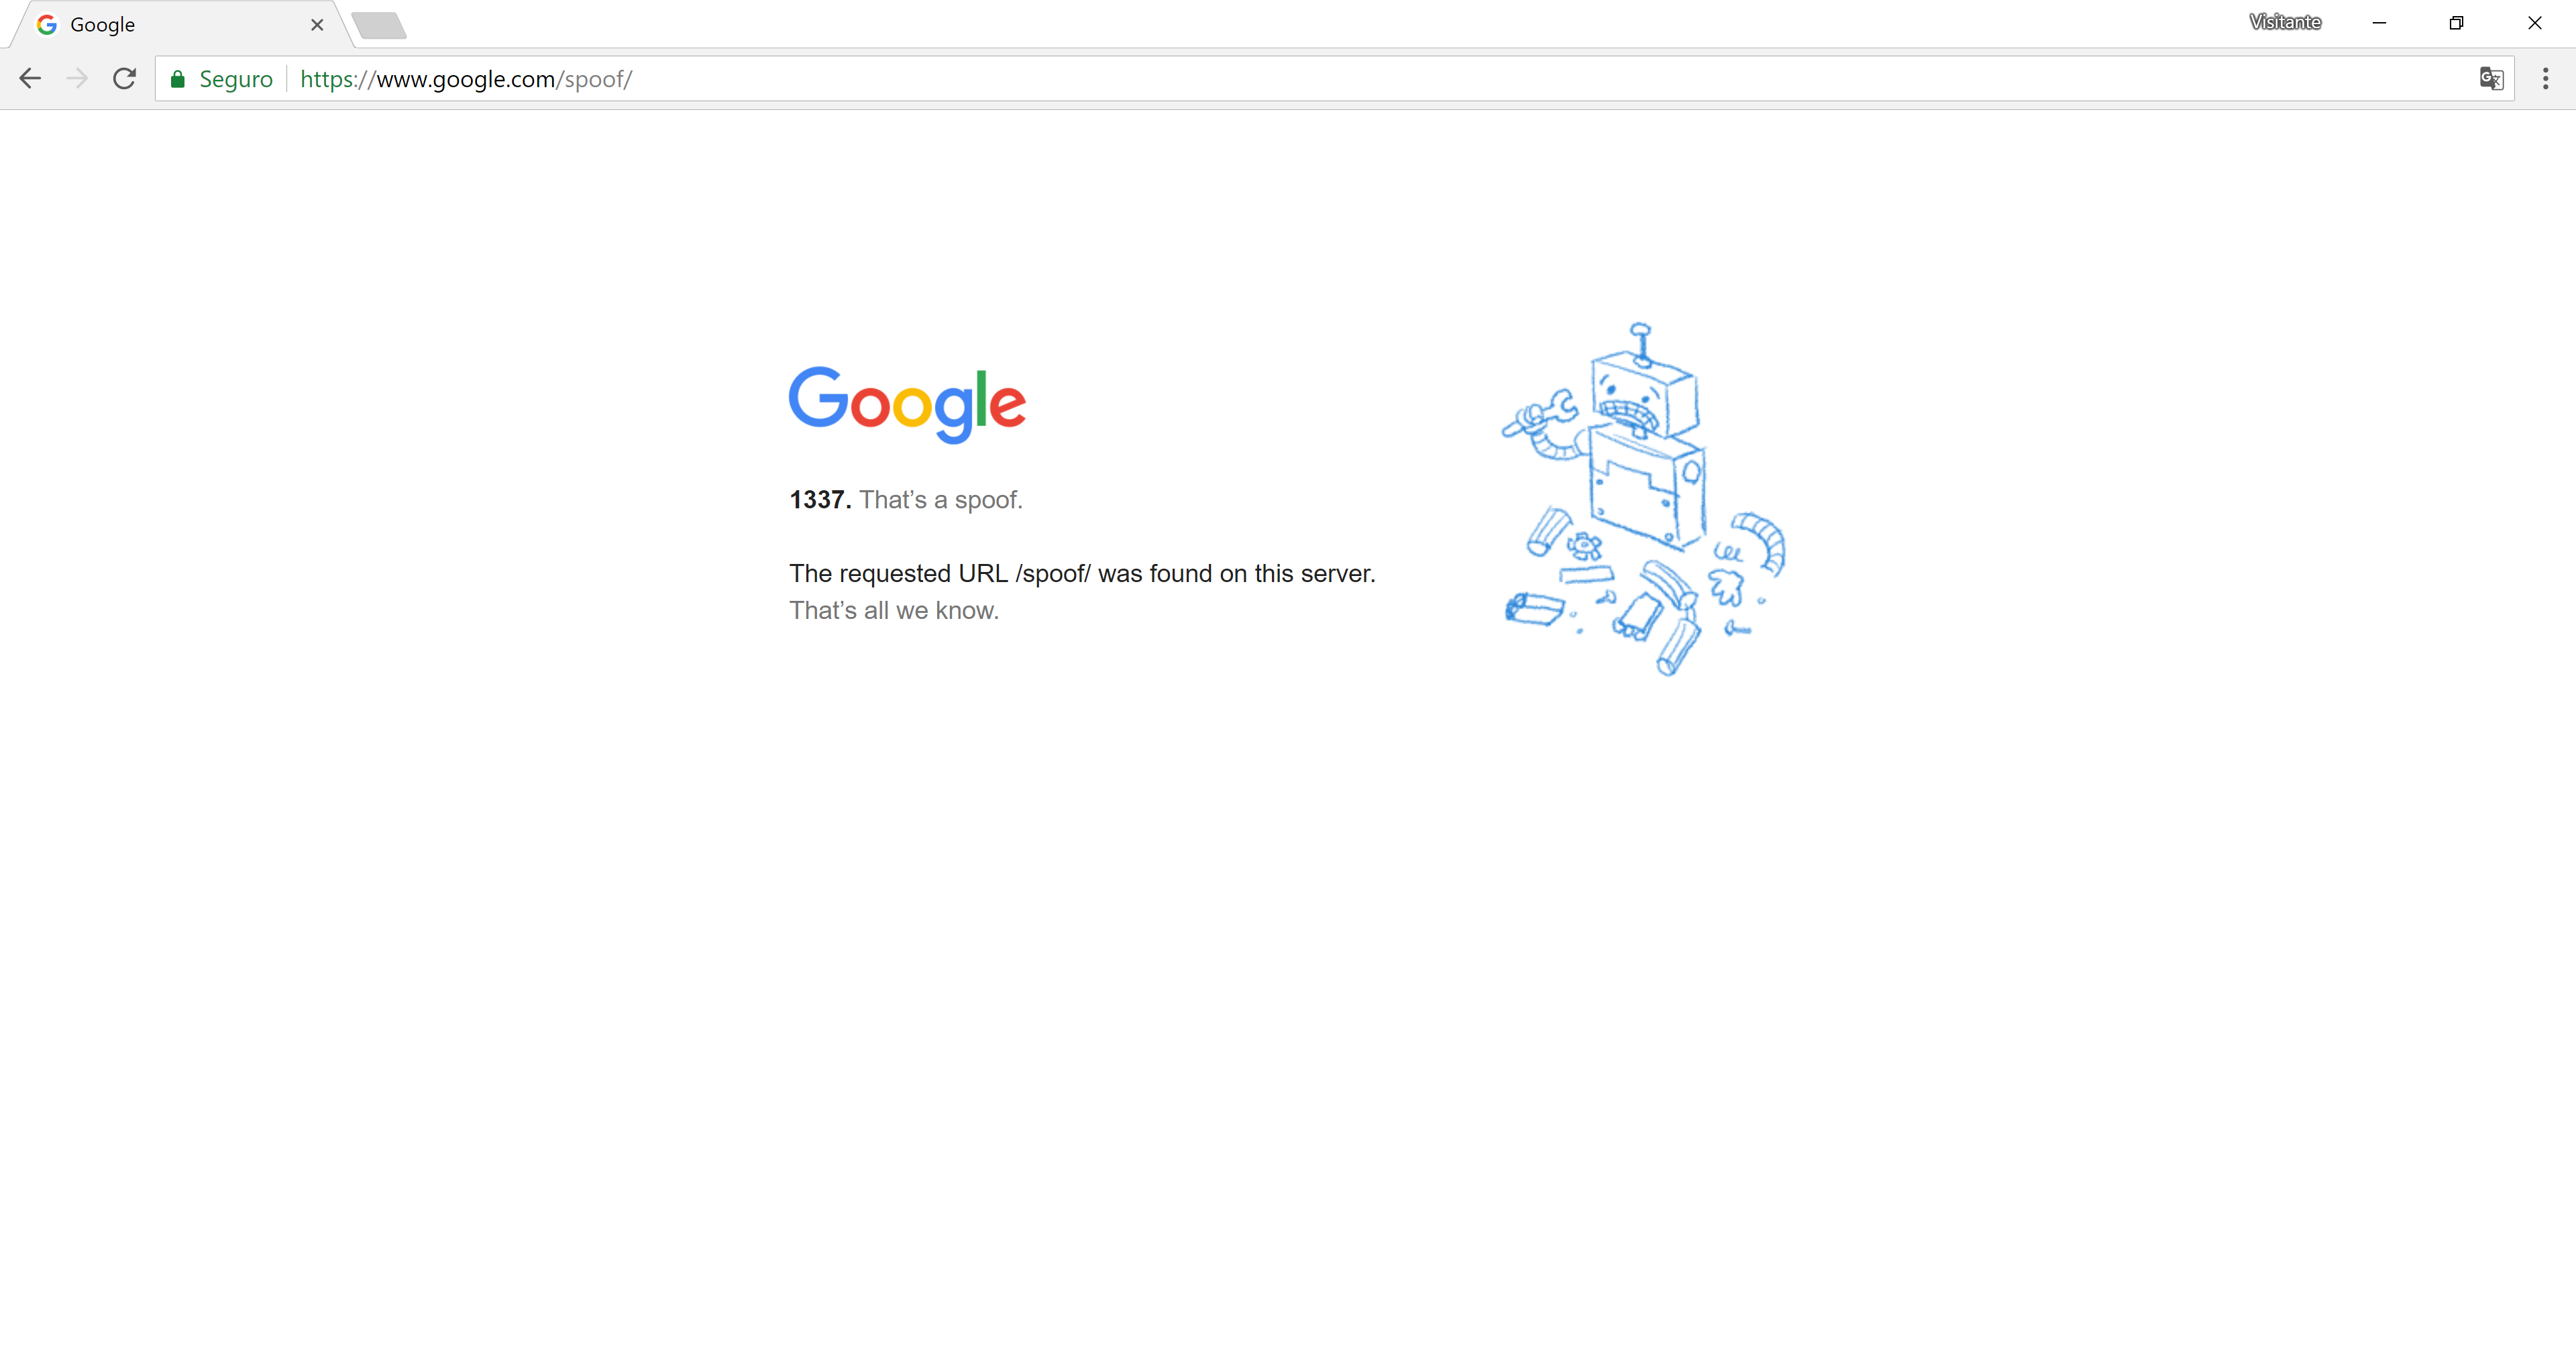 Google
Visitante
Seguro
https://www.google.com/spoof/
Google
1337. That’s a spoof.
The requested URL /spoof/ was found on this server.
That’s all we know.